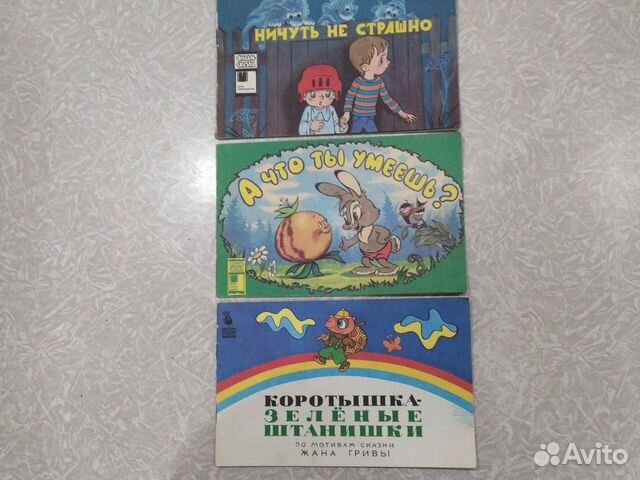 НИЧУТЬ НЕ СТРАШНО
А ЧТО ТЫ УМЕЕШЬ?
КОРОТЫШКА-
ЗЕЛЁНЫЕ
ШТАНИШКИ
ПО МОТИВАМ СКАЗКИ
ЖАНА ГРИВЫ
Avito